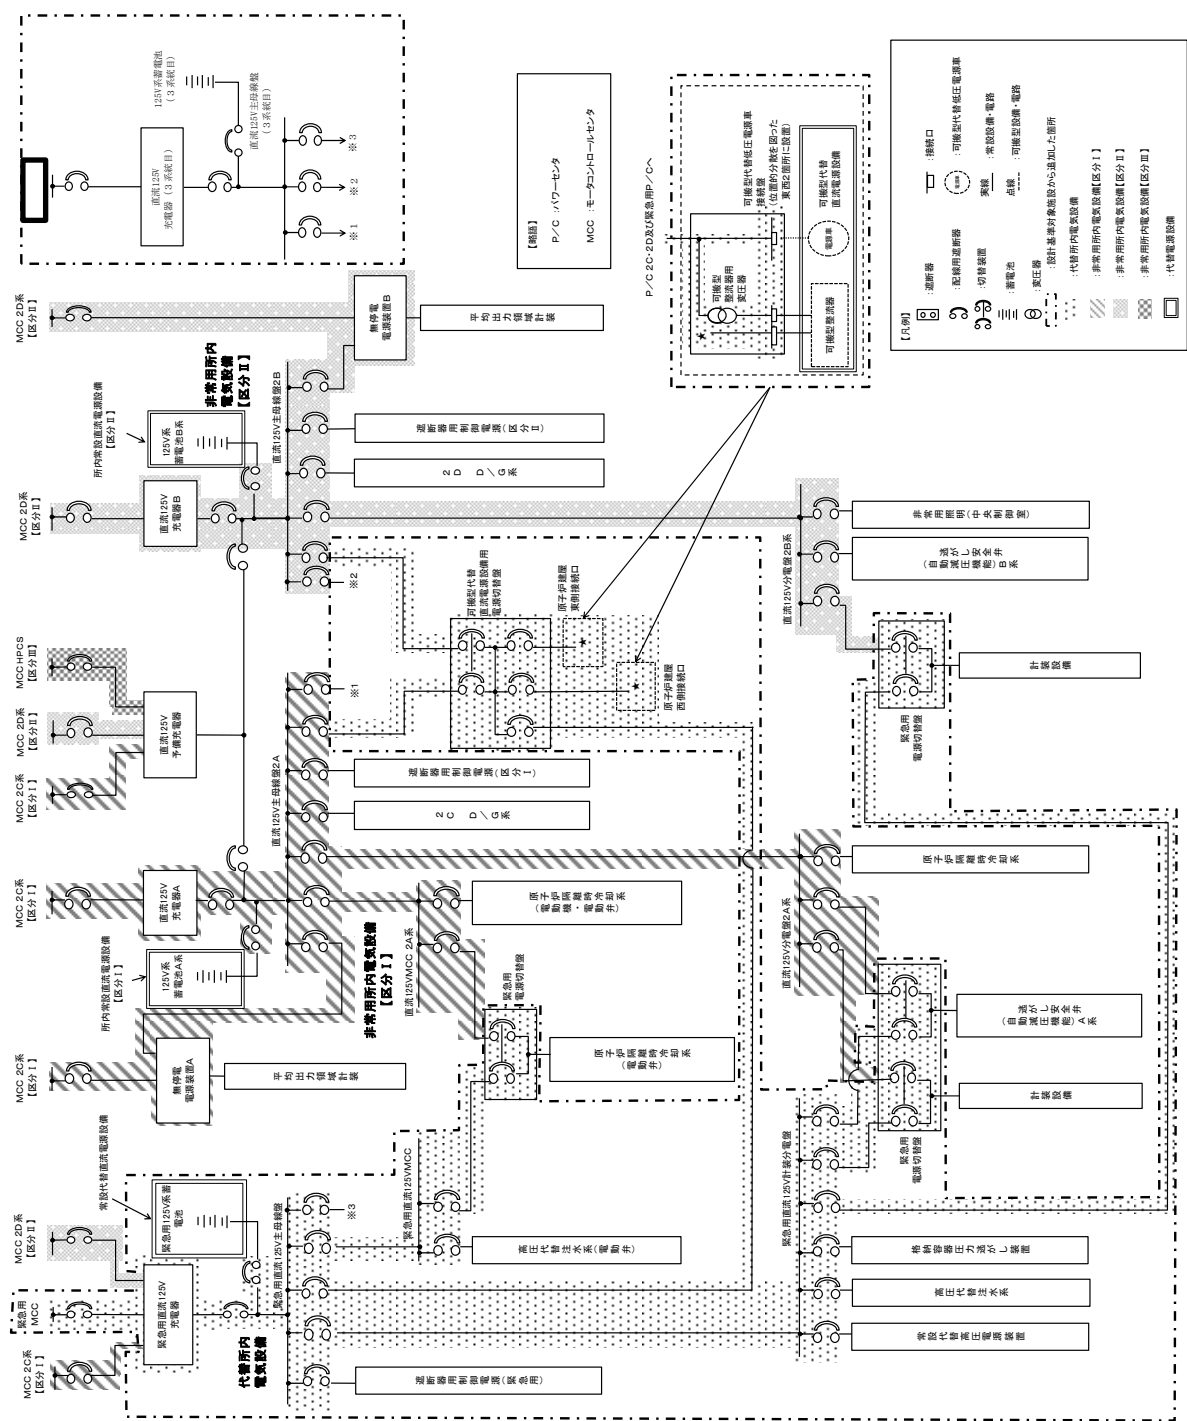 125V系蓄電池
(3系統目)
直流125V
充電器(3系統目)
直流125V主母線盤
(3系統目)
※1
※2
※3
【略語】
P/C :パワーセンタ
MCC :モータコントロールセンタ
P/C 2C・2D及び緊急用P/Cへ
可搬型代替低圧電源車
接続盤
(位置的分散を図った
東西2箇所に設置)
可搬型
整流器用
変圧器
★
可搬型代替
直流電源設備
電源車
可搬型整流器
【凡例】
:遮断器
:配線用遮断器
:切替装置
:蓄電池
:変圧器
:接続口
電源車
:可搬型代替低圧電源車
実線
:常設設備・電路
点線
:可搬型設備・電路
:設計基準対象施設から追加した箇所
:代替所内電気設備
:非常用所内電気設備【区分Ⅰ】
:非常用所内電気設備【区分Ⅱ】
:非常用所内電気設備【区分Ⅲ】
:代替電源設備
MCC 2D系
【区分Ⅱ】
無停電
電源装置B
平均出力領域計装
非常用所内
電気設備
【区分Ⅱ】
所内常設直流電源設備
【区分Ⅱ】
125V系
蓄電池B系
MCC 2D系
【区分Ⅱ】
直流125V
充電器B
直流125V主母線盤2B
遮断器用制御電源(区分Ⅱ)
2D D/G系
※2
直流125V分電盤2B系
非常用照明(中央制御室)
逃がし安全弁
(自動減圧機能)B系
計装設備
緊急用
電源切替盤
可搬型代替
直流電源設備用
電源切替盤
原子炉建屋
東側接続口
★
原子炉建屋
西側接続口
★
MCC HPCS
【区分Ⅲ】
MCC 2D系
【区分Ⅱ】
MCC 2C系
【区分Ⅰ】
直流125V
予備充電器
※1
直流125V主母線盤2A
遮断器用制御電源(区分Ⅰ)
2C D/G系
MCC 2C系
【区分Ⅰ】
直流125V
充電器A
125V系
蓄電池A系
所内常設直流電源設備
【区分Ⅰ】
非常用所内電気設備
【区分Ⅰ】
直流125VMCC 2A系
原子炉隔離時冷却系
(電動機・電動弁)
緊急用
電源切替盤
原子炉隔離時冷却系
(電動弁)
直流125V分電盤2A系
原子炉隔離時冷却系
逃がし安全弁
(自動減圧機能)A系
計装設備
緊急用
電源切替盤
MCC 2C系
【区分Ⅰ】
無停電
電源装置A
平均出力領域計装
常設代替直流電源設備
緊急用125V系蓄
電池
MCC 2D系
【区分Ⅱ】
緊急用
MCC
MCC 2C系
【区分Ⅰ】
緊急用直流125V
充電器
代替所内
電気設備
緊急用直流125V主母線盤
※3
緊急用直流125VMCC
高圧代替注水系(電動弁)
遮断器用制御電源(緊急用)
緊急用直流125V計装分電盤
格納容器圧力逃がし装置
高圧代替注水系
常設代替高圧電源装置